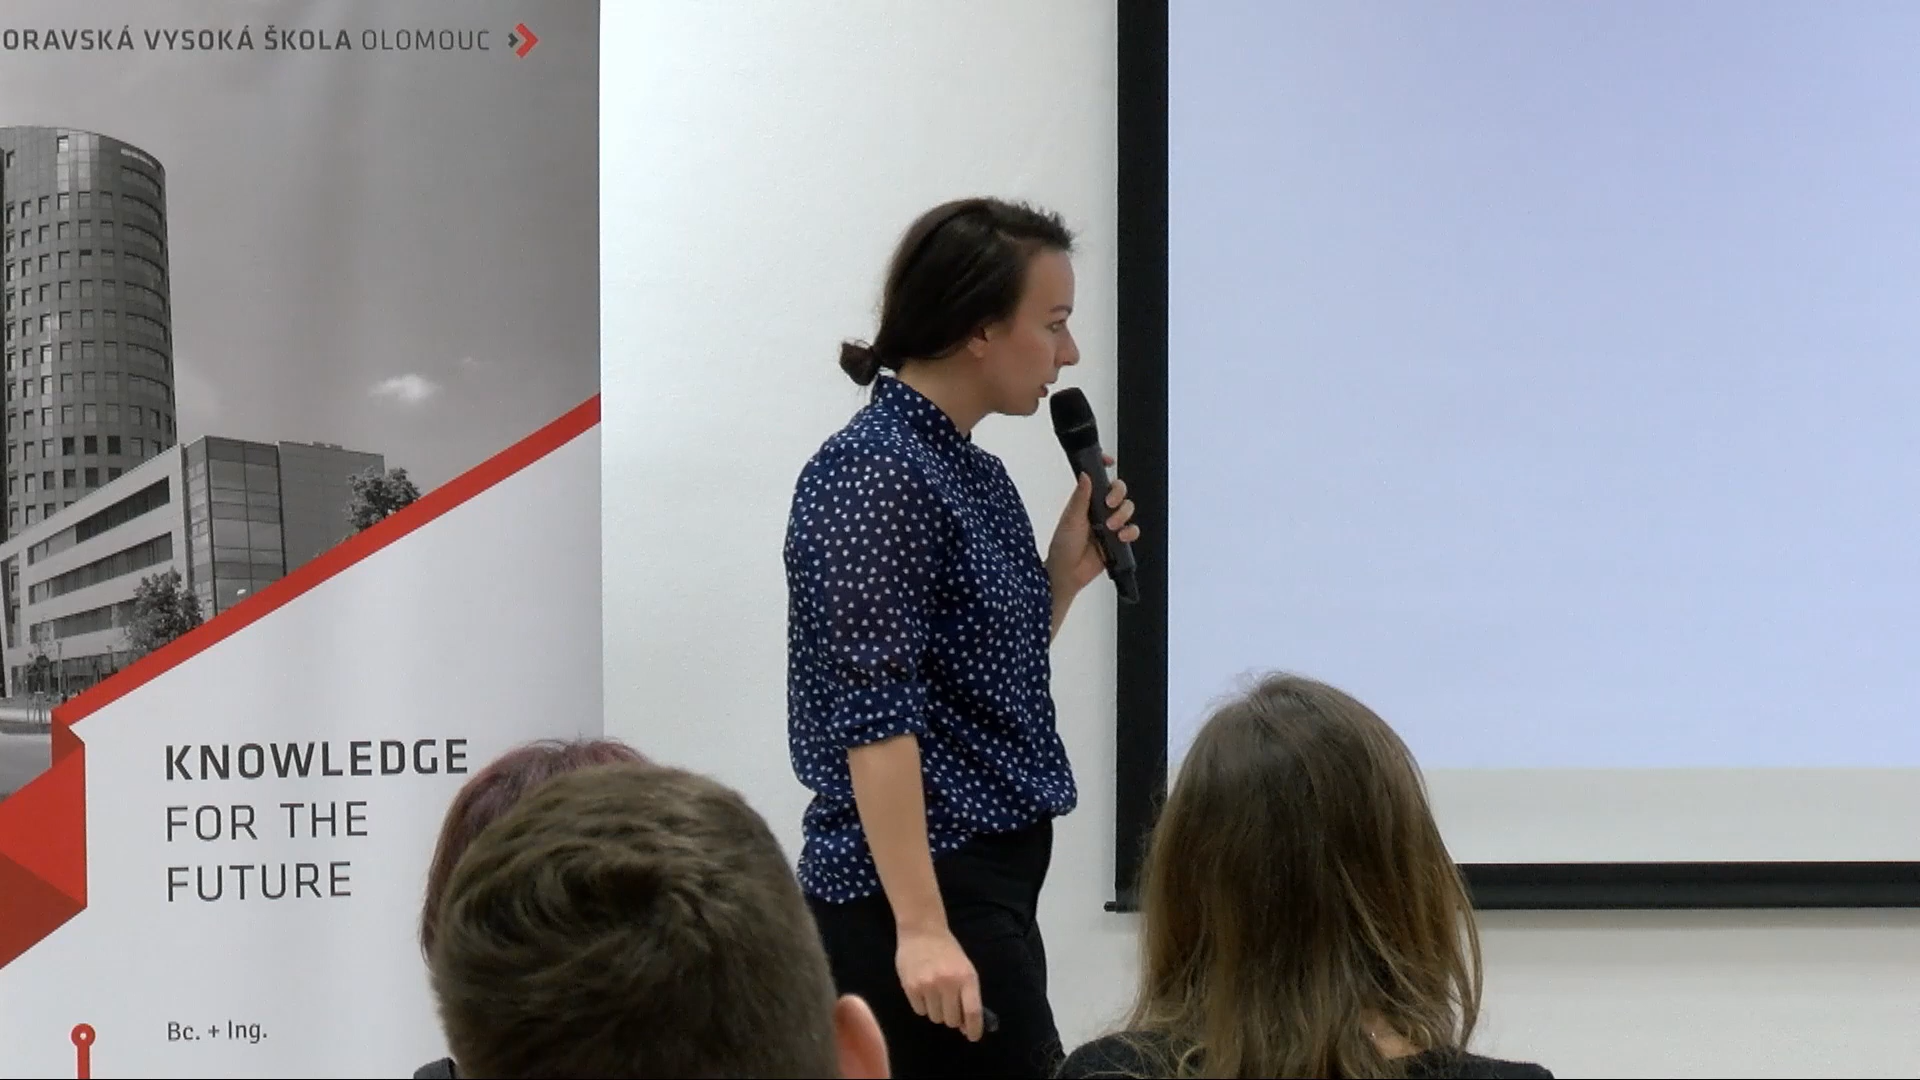 ORAVSKÁ VYSOKÁ ŠKOLA OLOMOUC
KNOWLEDGE
FOR THE
FUTURE
Bc. + Ing.